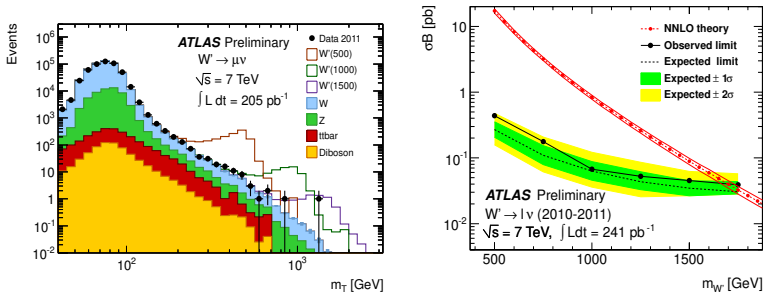 Events
10⁶
10⁵
10⁴
10³
10²
10
1
10⁻¹
10⁻²
10²
10³
m_T [GeV]
ATLAS Preliminary
W' → μν
√s = 7 TeV
∫ L dt = 205 pb⁻¹
Data 2011
W'(500)
W'(1000)
W'(1500)
W
Z
ttbar
Diboson
σB [pb]
10
1
10⁻¹
10⁻²
500
1000
1500
m_W' [GeV]
NNLO theory
Observed limit
Expected limit
Expected ± 1σ
Expected ± 2σ
ATLAS Preliminary
W' → l ν (2010-2011)
√s = 7 TeV, ∫ Ldt = 241 pb⁻¹